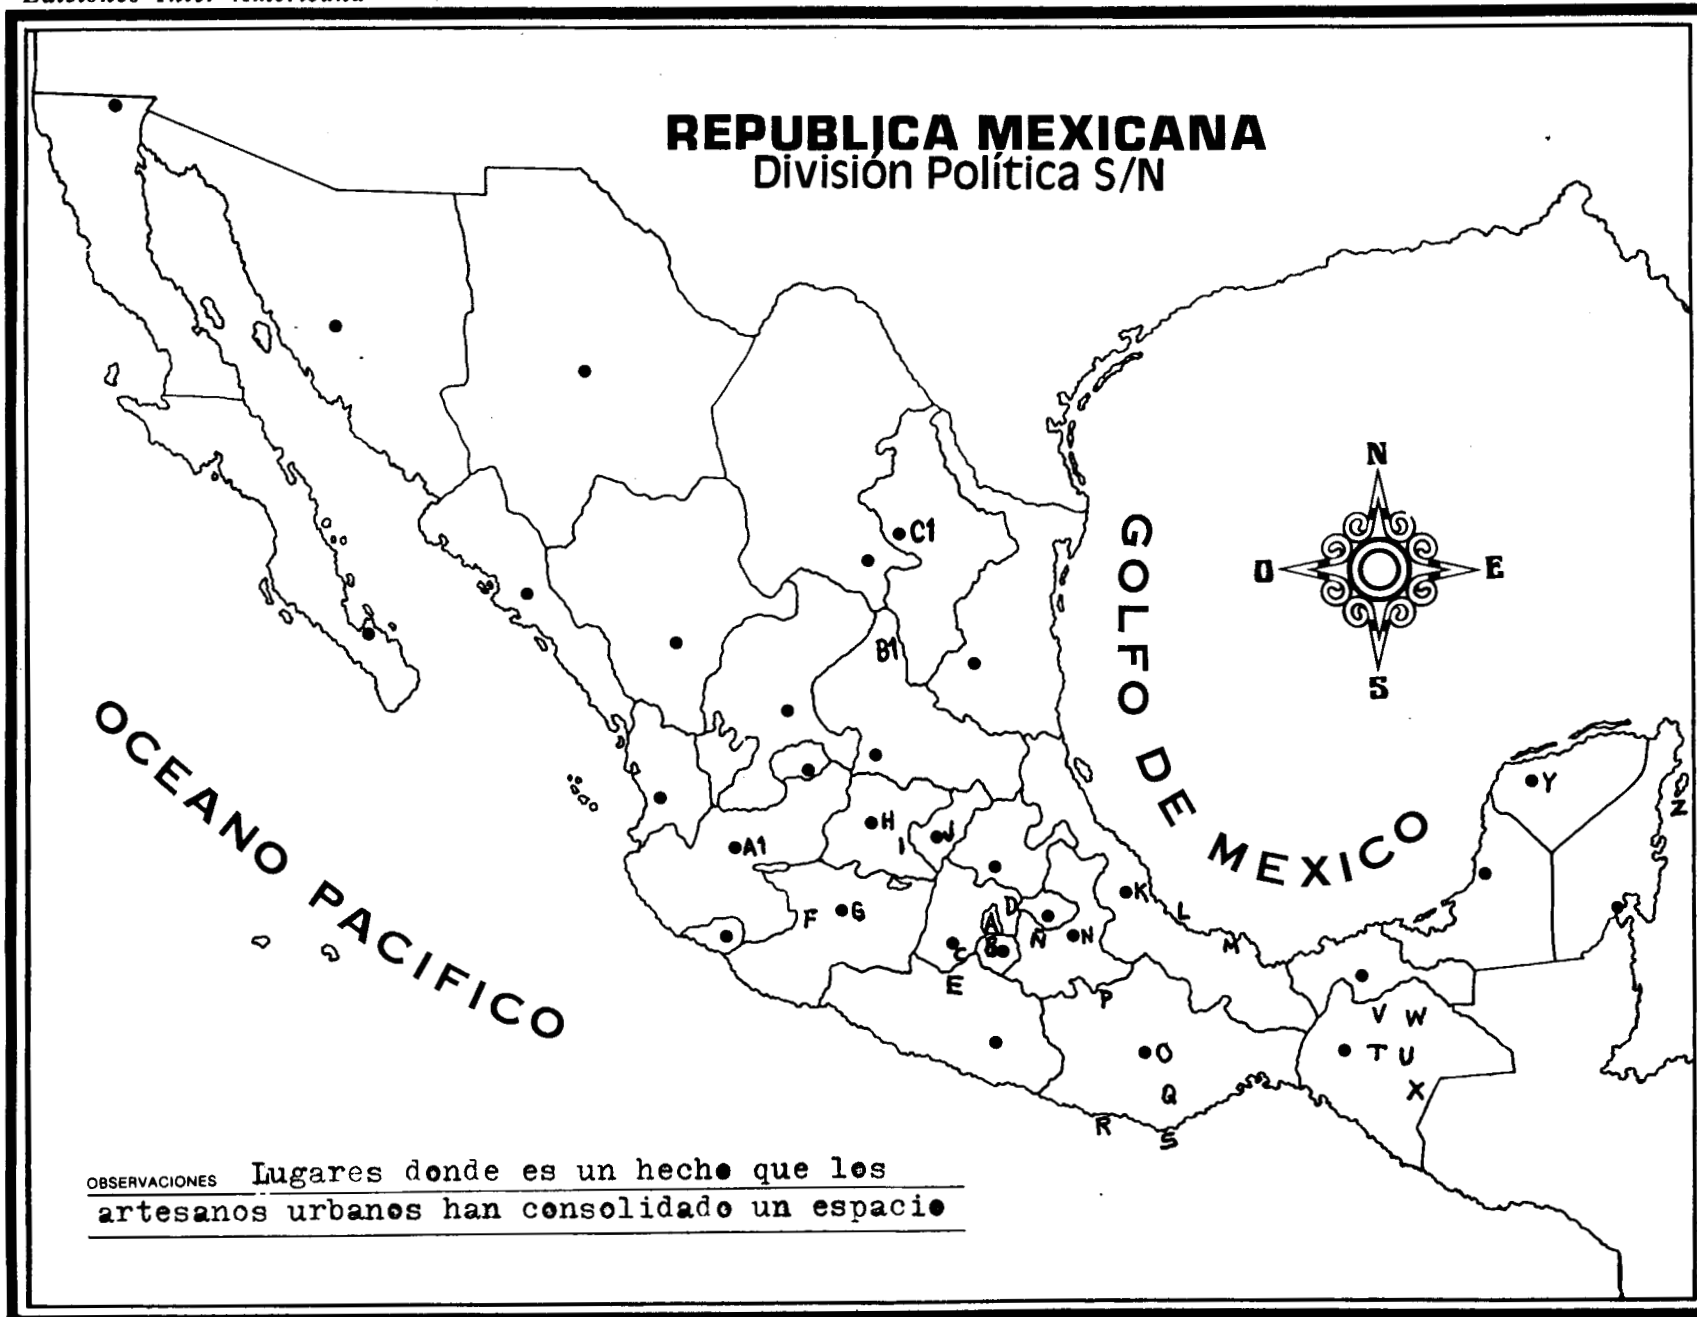 REPUBLICA MEXICANA
División Política S/N
N
C1
O E
GOLFO DE MEXICO
B1
S
OCEANO PACIFICO
Y
Z
H
I J
A1
S
K
F G
D
A
L
Ñ N
B
M
C
E
P
V W
O
T U
Q
X
R
S
OBSERVACIONES Lugares donde es un hecho que los
artesanos urbanos han consolidado un espacio